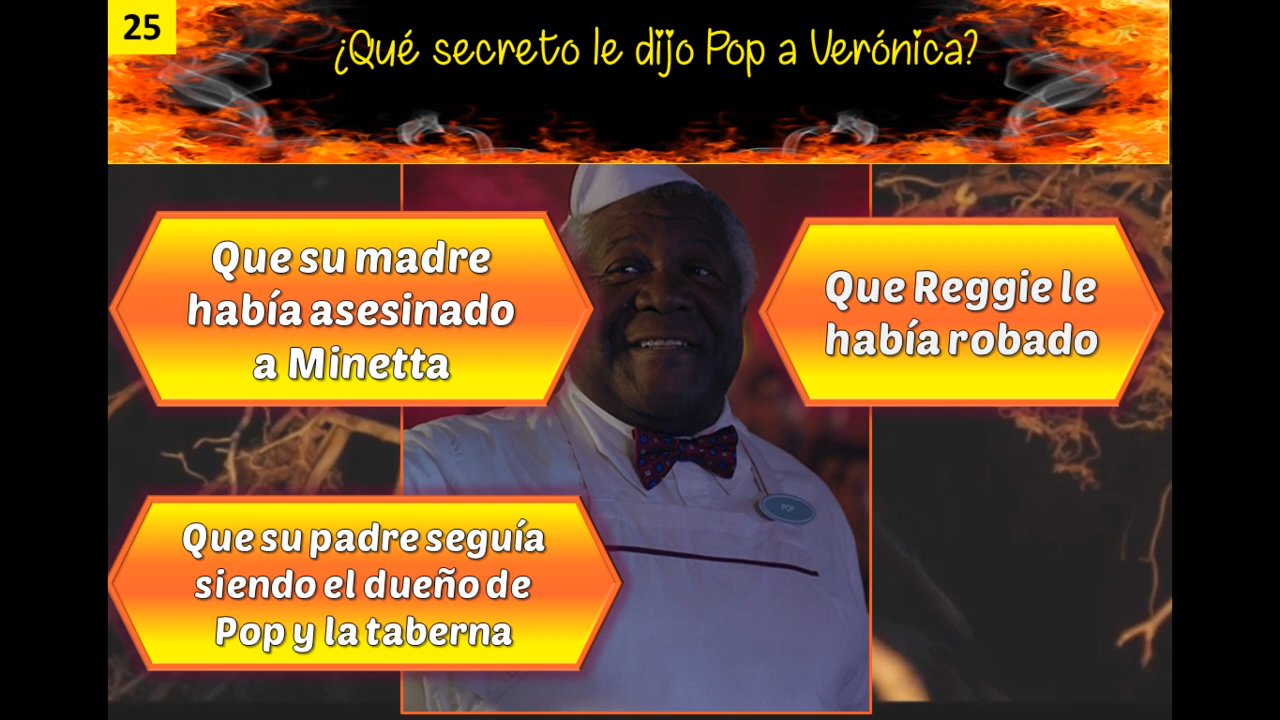 25
¿Qué secreto le dijo Pop a Verónica?
Que su madre
había asesinado
a Minetta
Que Reggie le
había robado
Que su padre seguía
siendo el dueño de
Pop y la taberna
POP